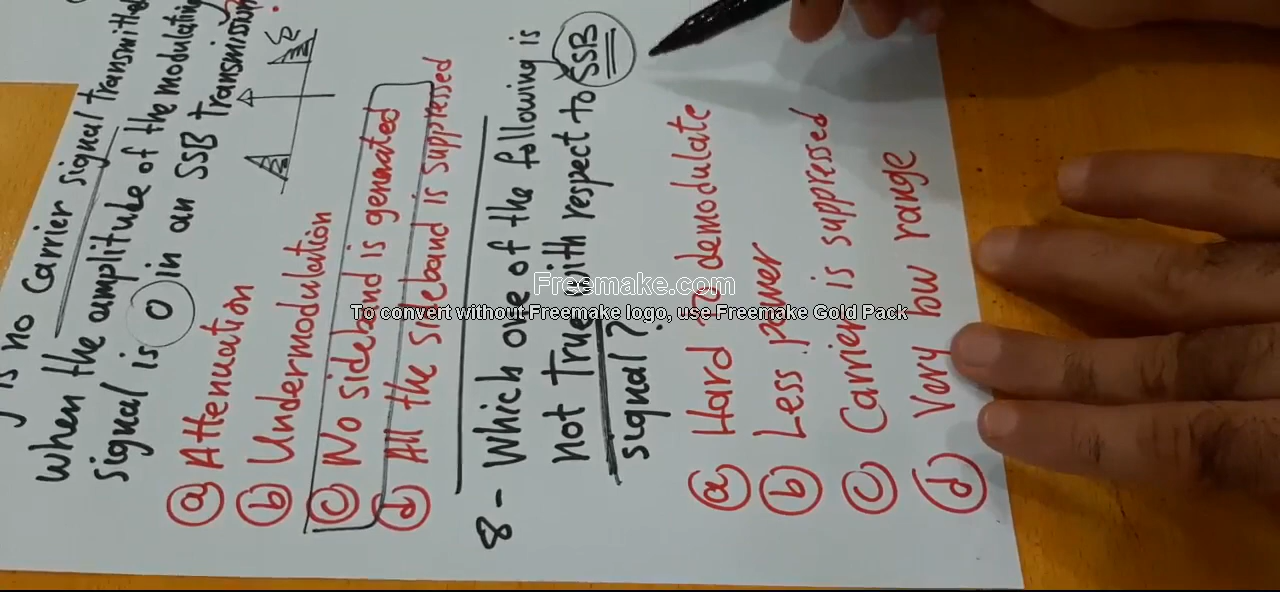 is no carrier signal transmitted
When the amplitude of the modulating
signal is 0 in an SSB transmission
ⓐ Attenuation
ⓑ Undermodulation
ⓒ No sideband is generated
ⓓ All the sideband is suppressed
8- Which one of the following is
not true with respect to SSB
signal?
ⓐ Hard to demodulate
ⓑ Less power
ⓒ Carrier is suppressed
ⓓ Very low range
Freemake.com
To convert without Freemake logo, use Freemake Gold Pack